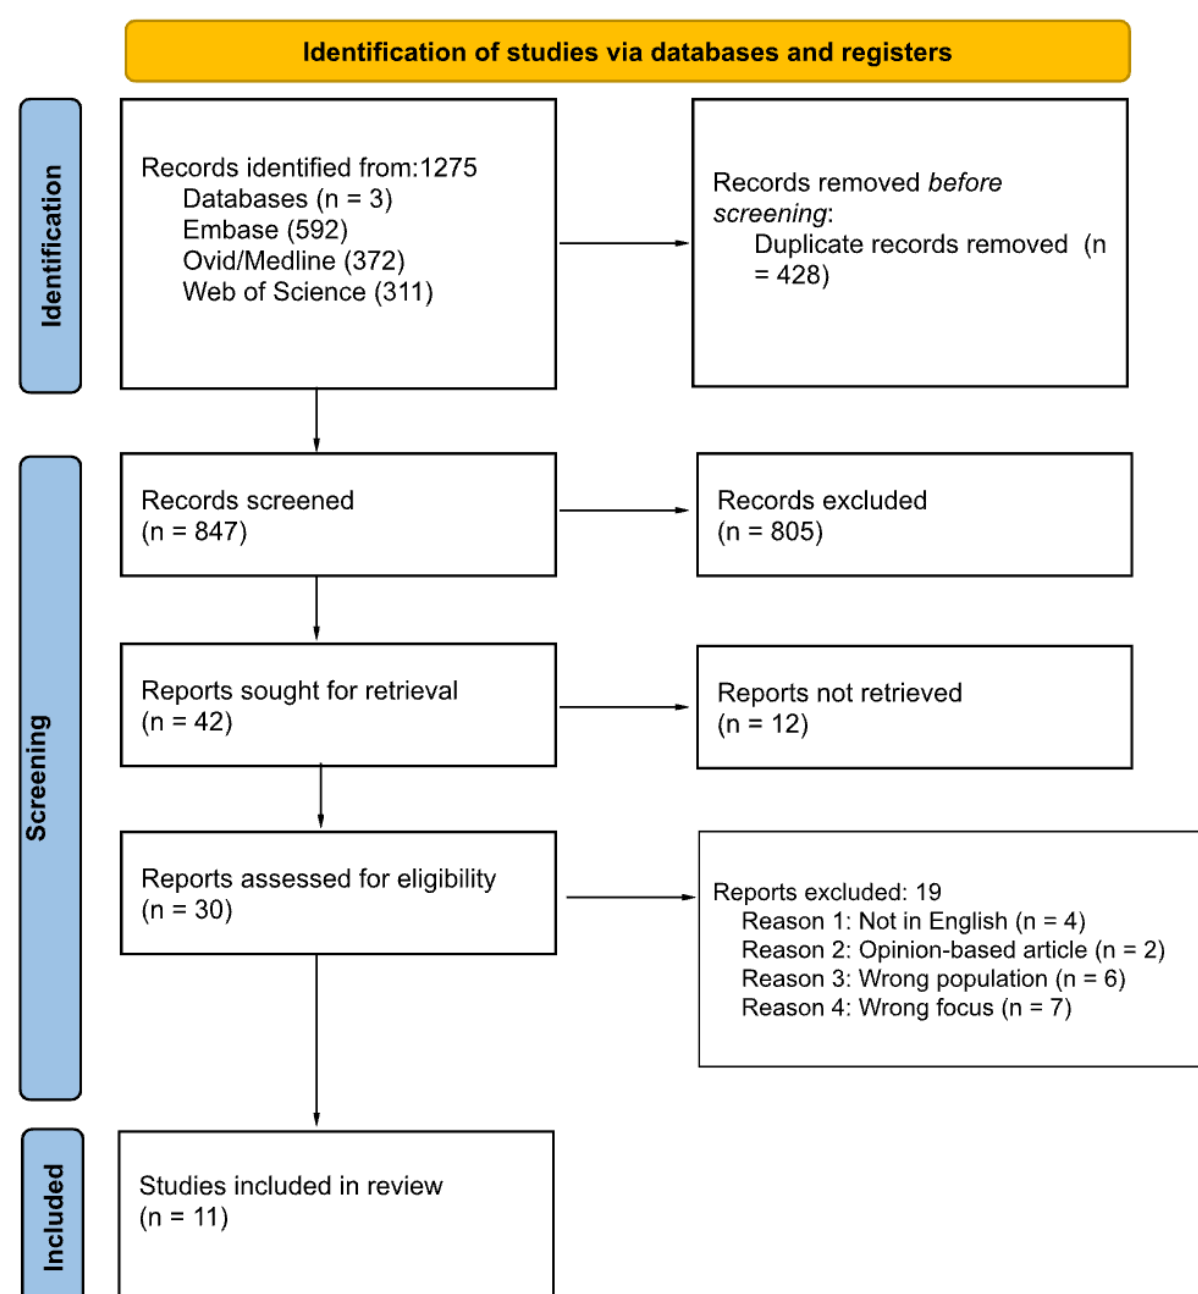 Identification of studies via databases and registers
Identification
Records identified from:1275
Databases (n = 3)
Embase (592)
Ovid/Medline (372)
Web of Science (311)
Records removed before
screening:
Duplicate records removed (n
= 428)
Screening
Records screened
(n = 847)
Records excluded
(n = 805)
Reports sought for retrieval
(n = 42)
Reports not retrieved
(n = 12)
Reports assessed for eligibility
(n = 30)
Reports excluded: 19
Reason 1: Not in English (n = 4)
Reason 2: Opinion-based article (n = 2)
Reason 3: Wrong population (n = 6)
Reason 4: Wrong focus (n = 7)
Included
Studies included in review
(n = 11)